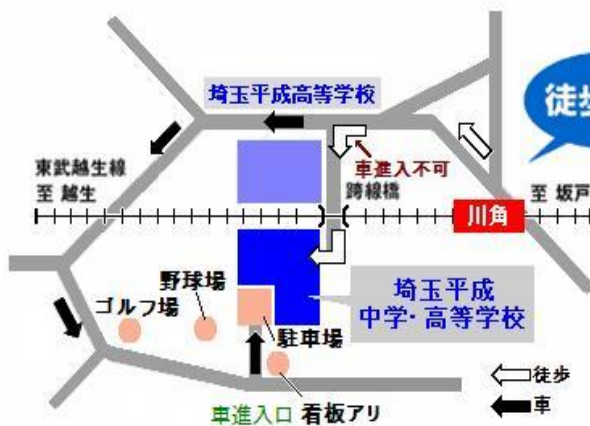 埼玉平成高等学校
徒歩
車進入不可
東武越生線
至 越生
跨線橋
川角
至 坂戸
野球場
ゴルフ場
埼玉平成
中学・高等学校
駐車場
徒歩
車
車進入口 看板アリ